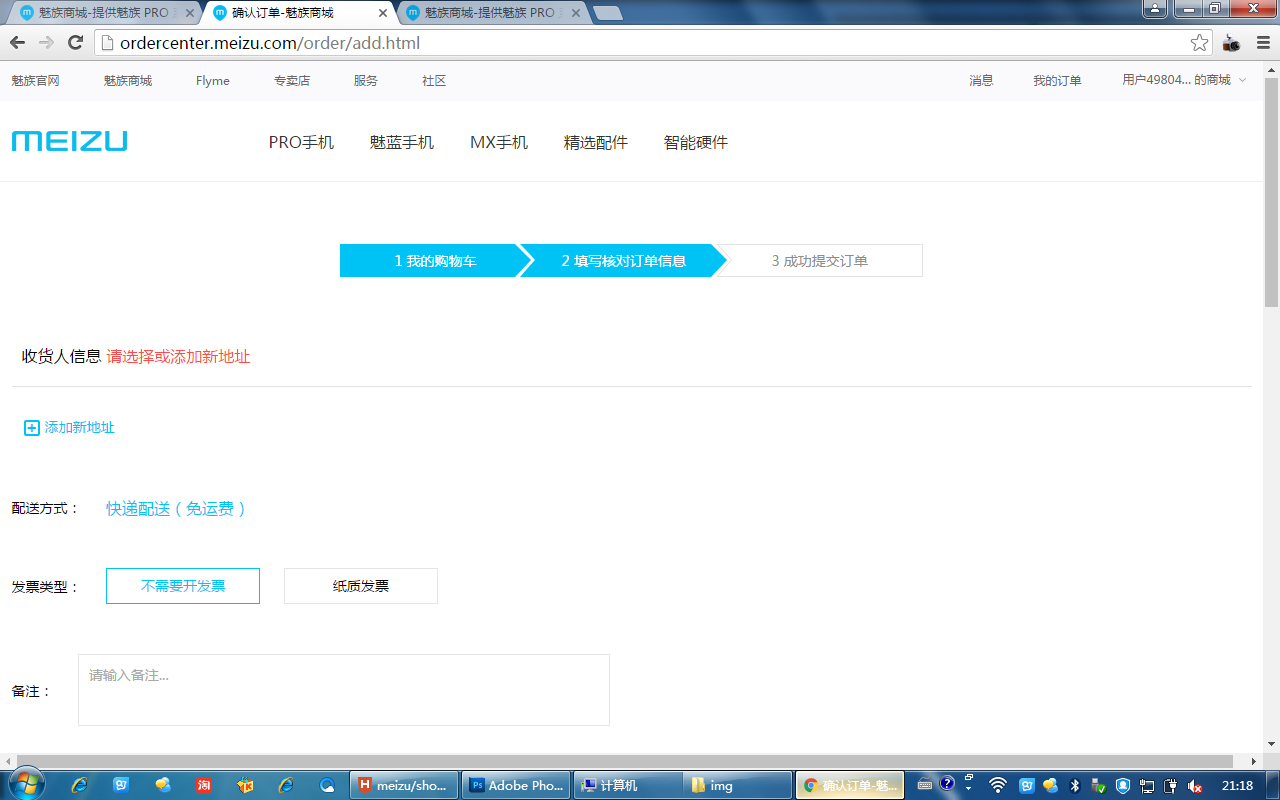 魅族商城-提供魅族 PRO
确认订单-魅族商城
魅族商城-提供魅族 PRO
ordercenter.meizu.com/order/add.html
魅族官网 魅族商城 Flyme 专卖店 服务 社区 消息 我的订单 用户49804... 的商城
MEIZU PRO手机 魅蓝手机 MX手机 精选配件 智能硬件
1 我的购物车 2 填写核对订单信息 3 成功提交订单
收货人信息 请选择或添加新地址
添加新地址
配送方式： 快递配送（免运费）
发票类型： 不需要开发票 纸质发票
备注： 请输入备注...
meizu/sho... Adobe Pho... 计算机 img 确认订单-魅... 21:18